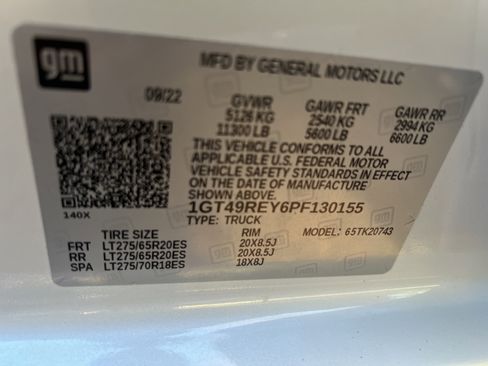 gm
MFD BY GENERAL MOTORS LLC
09/22
GVWR GAWR FRT GAWR RR
5126 KG 2540 KG 2994 KG
11300 LB 5600 LB 6600 LB
THIS VEHICLE CONFORMS TO ALL
APPLICABLE U.S. FEDERAL MOTOR
VEHICLE SAFETY STANDARDS IN EFFECT
ON THE DATE OF MANUFACTURE
SHOWN ABOVE.
140X
1GT49REY6PF130155
TYPE: TRUCK MODEL: 65TK20743
TIRE SIZE RIM
FRT LT275/65R20ES 20X8.5J
RR LT275/65R20ES 20X8.5J
SPA LT275/70R18ES 18X8J